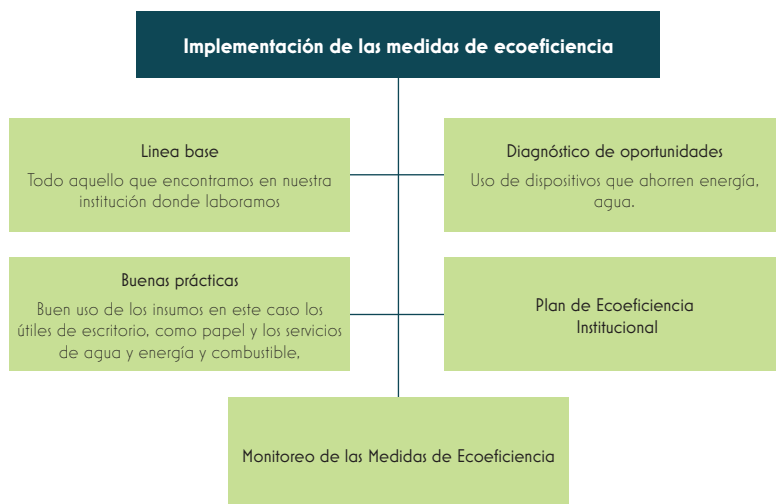 Implementación de las medidas de ecoeficiencia
Linea base
Todo aquello que encontramos en nuestra
institución donde laboramos
Diagnóstico de oportunidades
Uso de dispositivos que ahorren energía,
agua.
Buenas prácticas
Buen uso de los insumos en este caso los
útiles de escritorio, como papel y los servicios
de agua y energía y combustible,
Plan de Ecoeficiencia
Institucional
Monitoreo de las Medidas de Ecoeficiencia